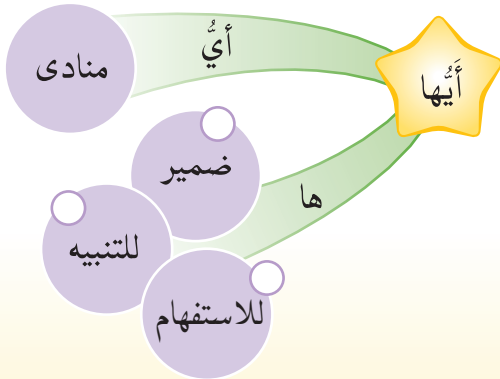 أَيُّها
أيُّ
منادى
ها
ضمير
للتنبيه
للاستفهام